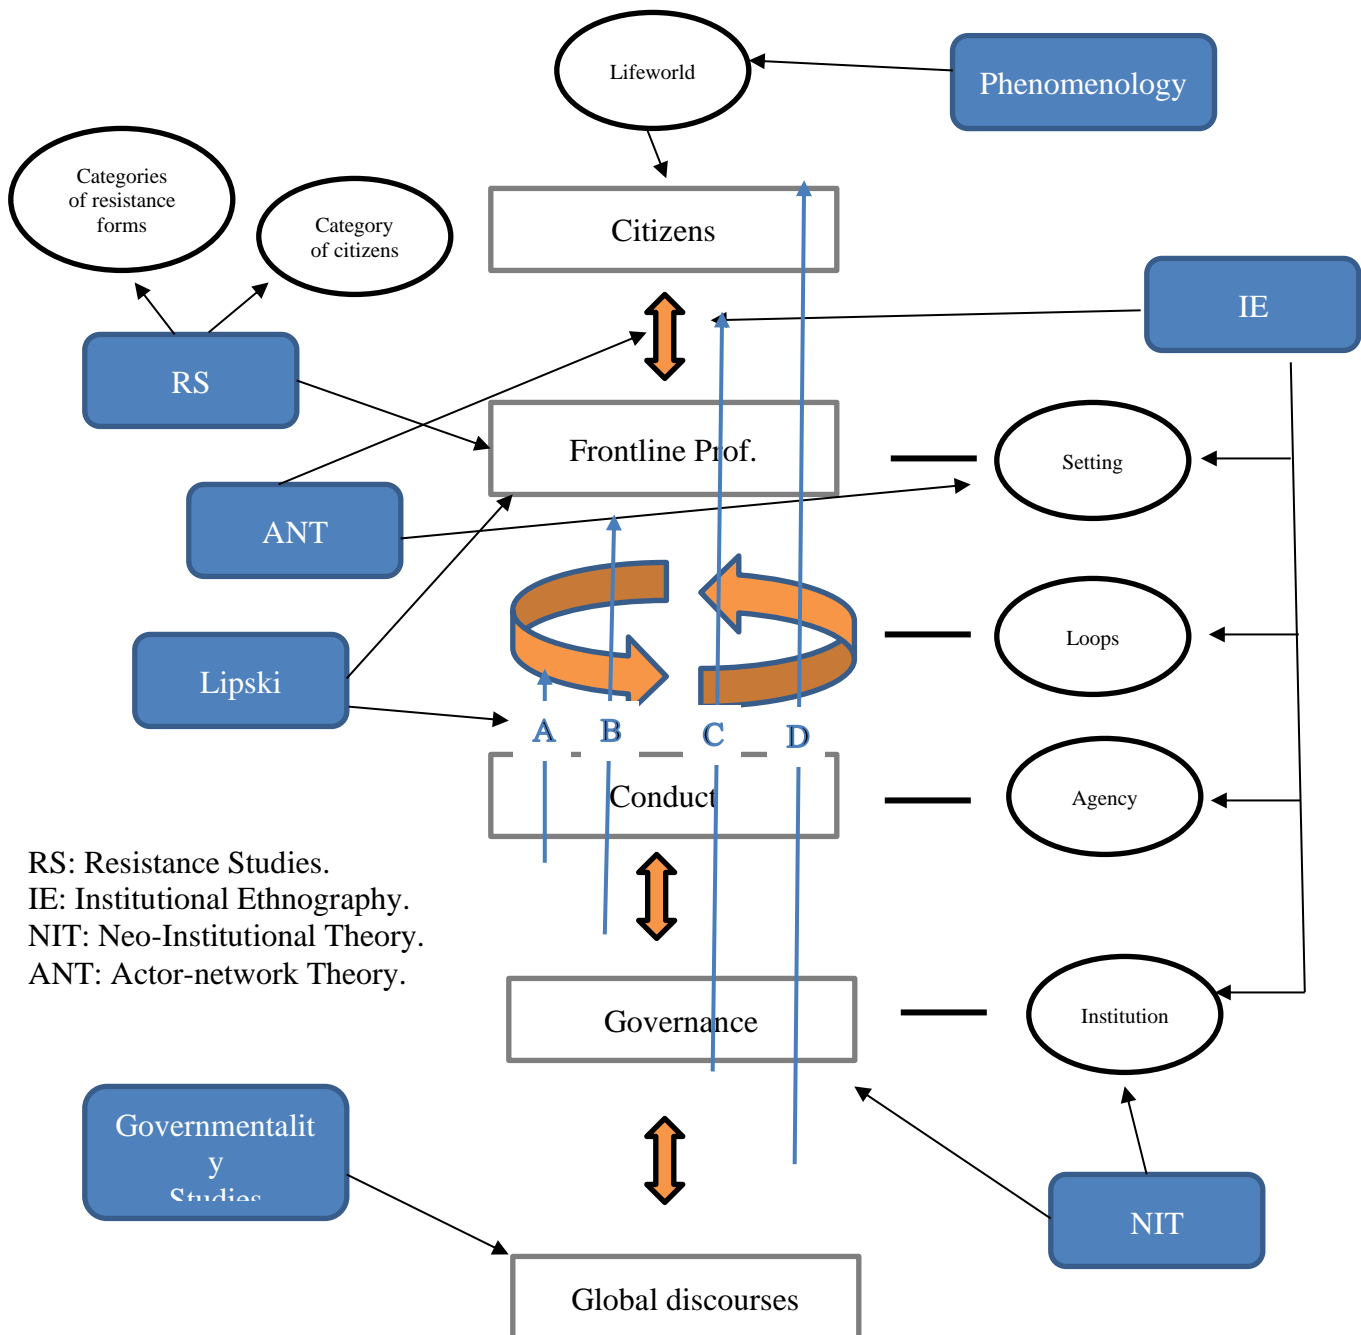 Lifeworld
Phenomenology
Categories
of resistance
forms
Category
of citizens
Citizens
IE
RS
Frontline Prof.
Setting
ANT
Loops
Lipski
A
B
C
D
Conduct
Agency
RS: Resistance Studies.
IE: Institutional Ethnography.
NIT: Neo-Institutional Theory.
ANT: Actor-network Theory.
Governance
Institution
Governmentalit
y
Studies
NIT
Global discourses